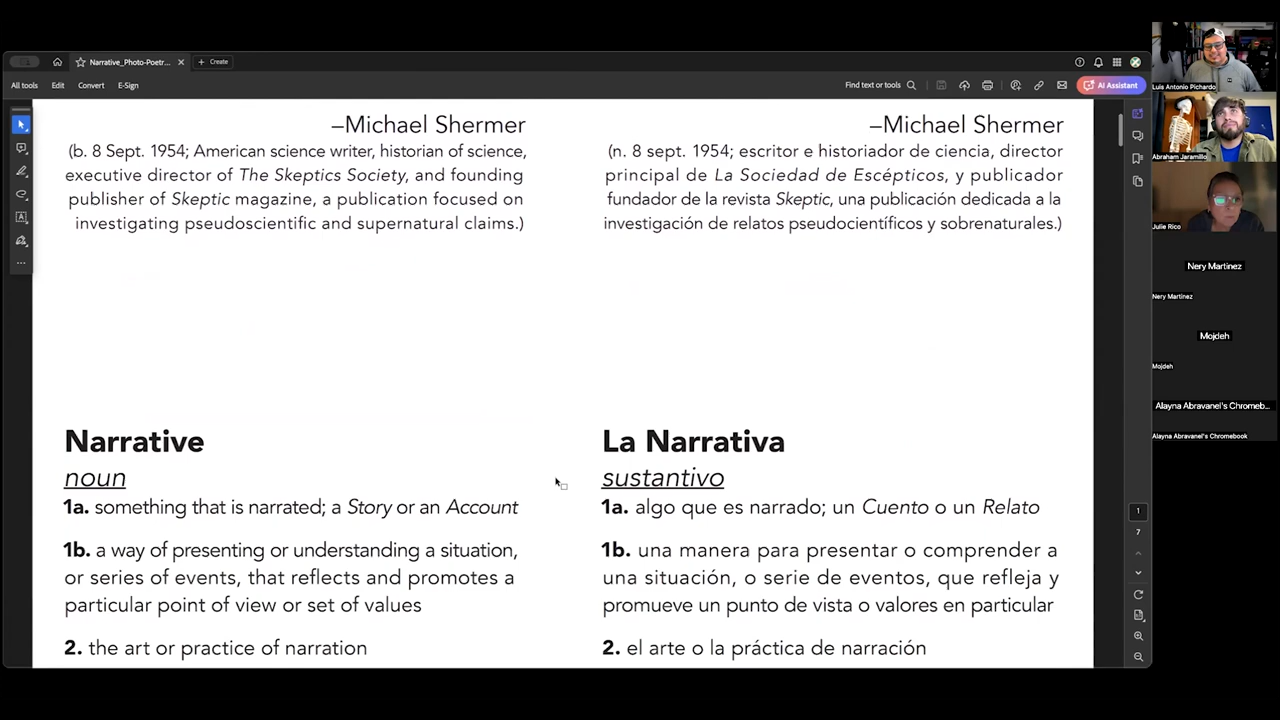 Narrative_Photo-Poetr...
Create
All tools
Edit
Convert
E-Sign
Find text or tools
AI Assistant
–Michael Shermer
(b. 8 Sept. 1954; American science writer, historian of science,
executive director of The Skeptics Society, and founding
publisher of Skeptic magazine, a publication focused on
investigating pseudoscientific and supernatural claims.)
–Michael Shermer
(n. 8 sept. 1954; escritor e historiador de ciencia, director
principal de La Sociedad de Escépticos, y publicador
fundador de la revista Skeptic, una publicación dedicada a la
investigación de relatos pseudocientíficos y sobrenaturales.)
Narrative
noun
1a. something that is narrated; a Story or an Account
1b. a way of presenting or understanding a situation,
or series of events, that reflects and promotes a
particular point of view or set of values
2. the art or practice of narration
La Narrativa
sustantivo
1a. algo que es narrado; un Cuento o un Relato
1b. una manera para presentar o comprender a
una situación, o serie de eventos, que refleja y
promueve un punto de vista o valores en particular
2. el arte o la práctica de narración
1
7
Luis Antonio Pichardo
Abraham Jaramillo
Julie Rico
Nery Martinez
Nery Martinez
Mojdeh
Mojdeh
Alayna Abravanel's Chromeb...
Alayna Abravanel's Chromebook